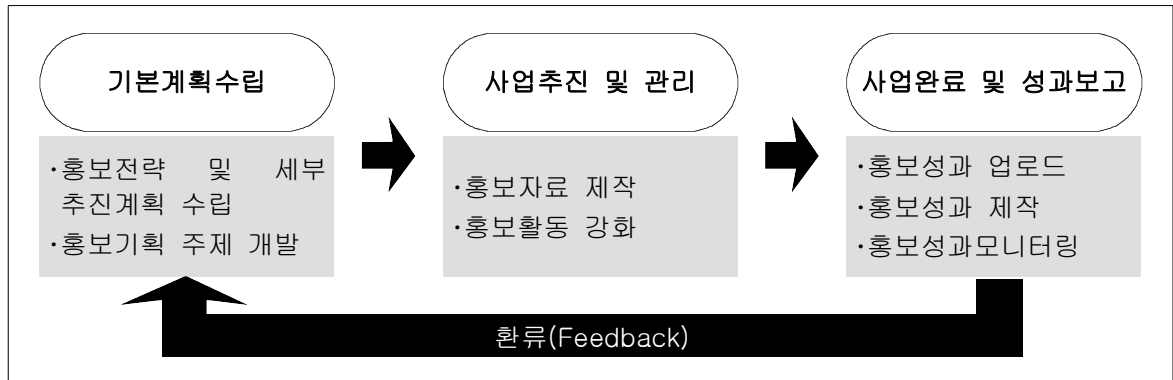 기본계획수립
·홍보전략 및 세부
추진계획 수립
·홍보기획 주제 개발
사업추진 및 관리
·홍보자료 제작
·홍보활동 강화
사업완료 및 성과보고
·홍보성과 업로드
·홍보성과 제작
·홍보성과모니터링
환류(Feedback)